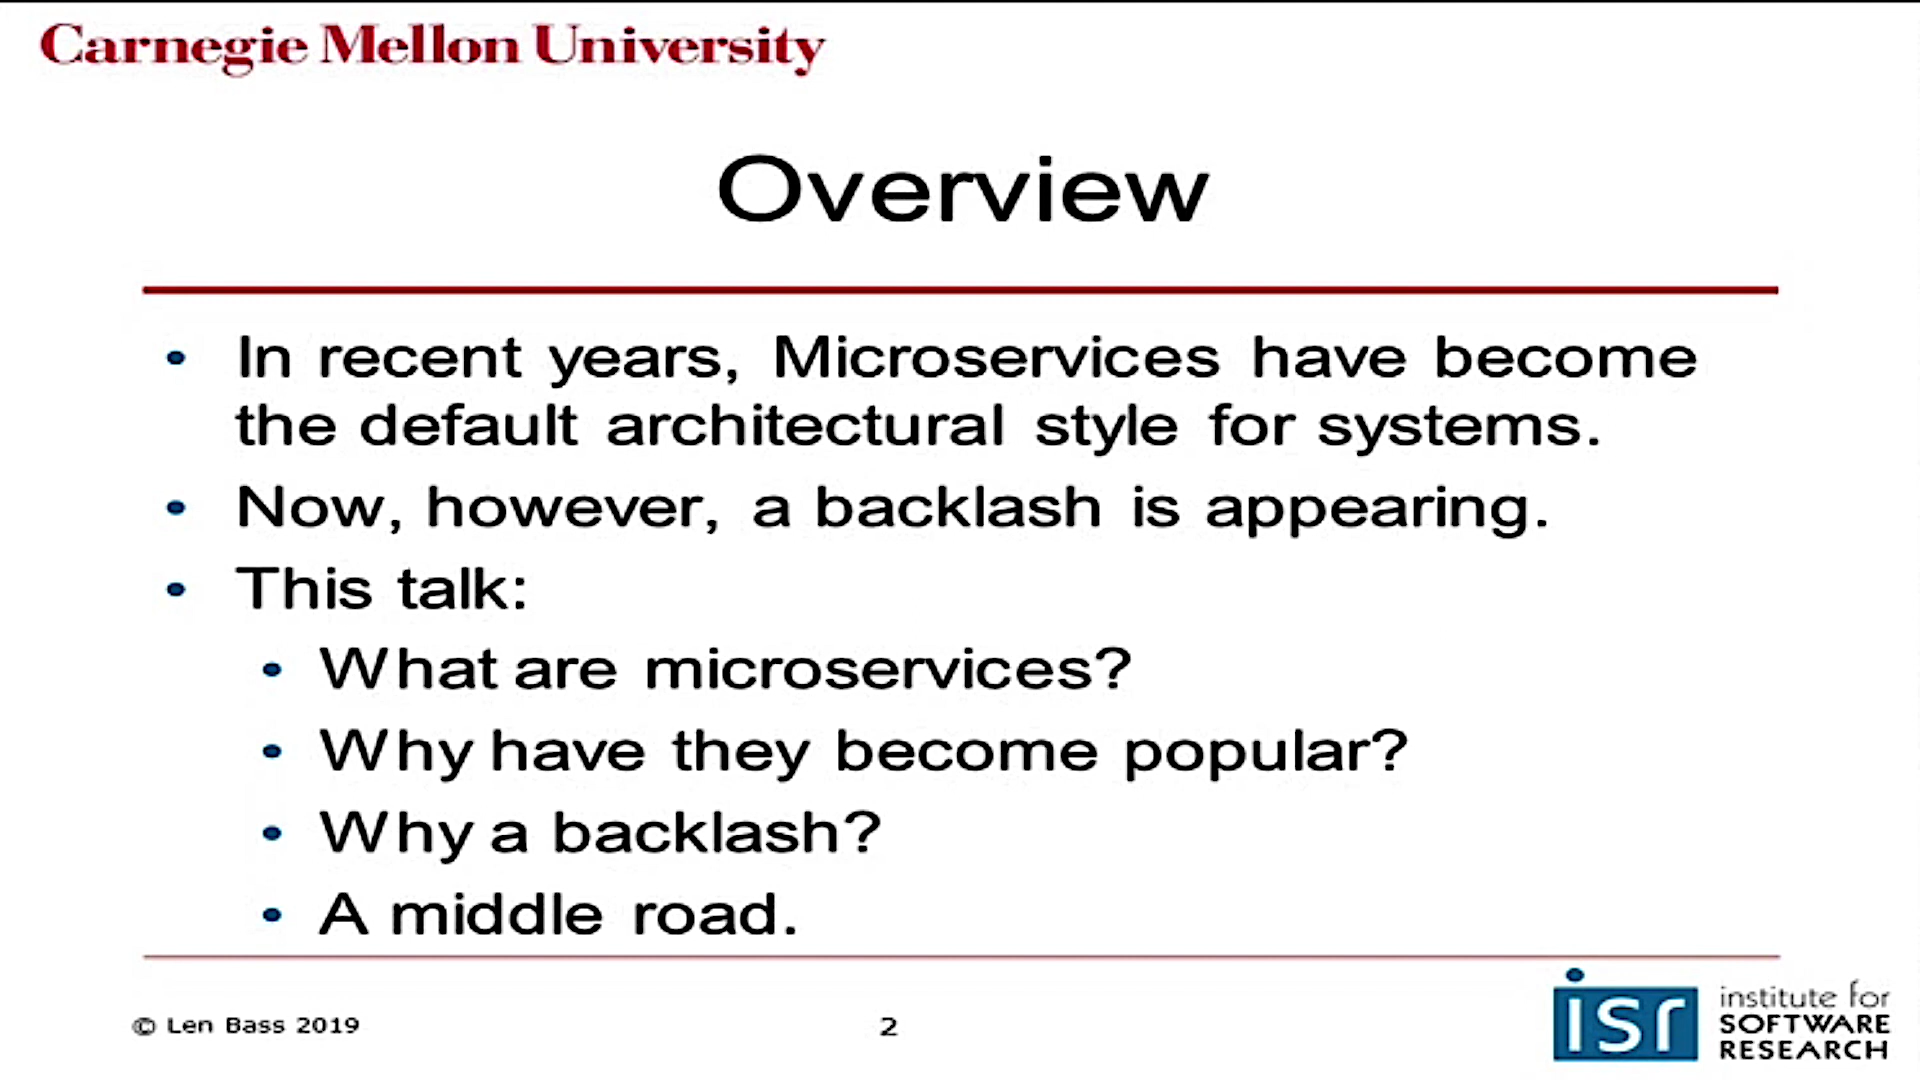 Carnegie Mellon University
Overview
• In recent years, Microservices have become
the default architectural style for systems.
• Now, however, a backlash is appearing.
• This talk:
• What are microservices?
• Why have they become popular?
• Why a backlash?
• A middle road.
© Len Bass 2019
2
isr
institute for
SOFTWARE
RESEARCH